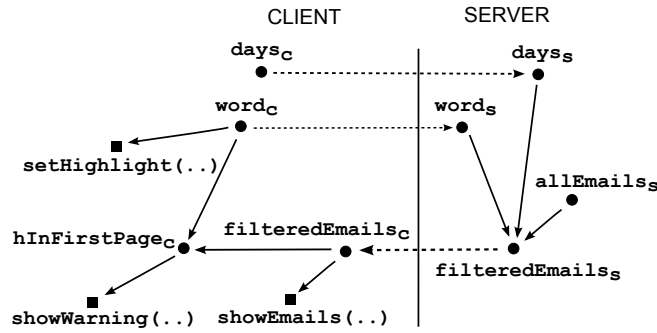 CLIENT SERVER
daysC dayss
wordC words
setHighlight(..)
allEmailss
filteredEmailsC
hInFirstPageC
filteredEmailss
showWarning(..) showEmails(..)